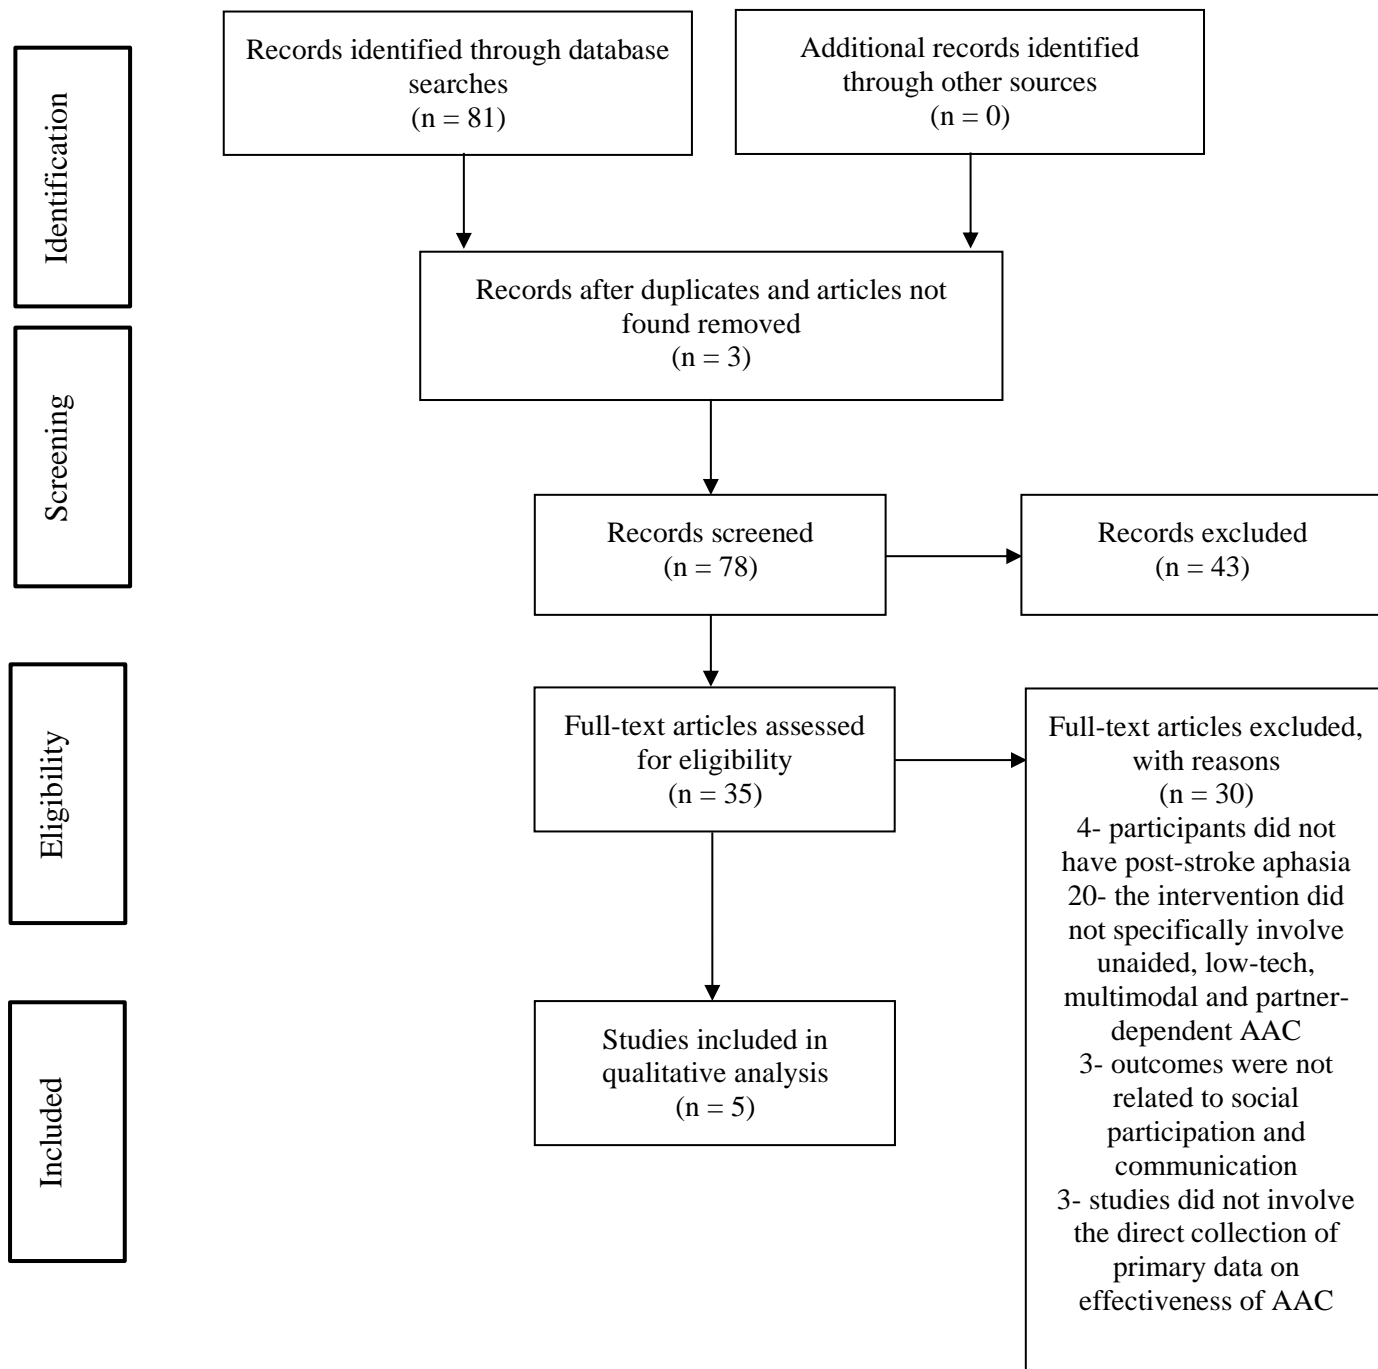 Records identified through database
searches
(n = 81)
Additional records identified
through other sources
(n = 0)
Identification
Records after duplicates and articles not
found removed
(n = 3)
Screening
Records screened
(n = 78)
Records excluded
(n = 43)
Eligibility
Full-text articles assessed
for eligibility
(n = 35)
Full-text articles excluded,
with reasons
(n = 30)
4- participants did not
have post-stroke aphasia
20- the intervention did
not specifically involve
unaided, low-tech,
multimodal and partner-
dependent AAC
3- outcomes were not
related to social
participation and
communication
3- studies did not involve
the direct collection of
primary data on
effectiveness of AAC
Included
Studies included in
qualitative analysis
(n = 5)